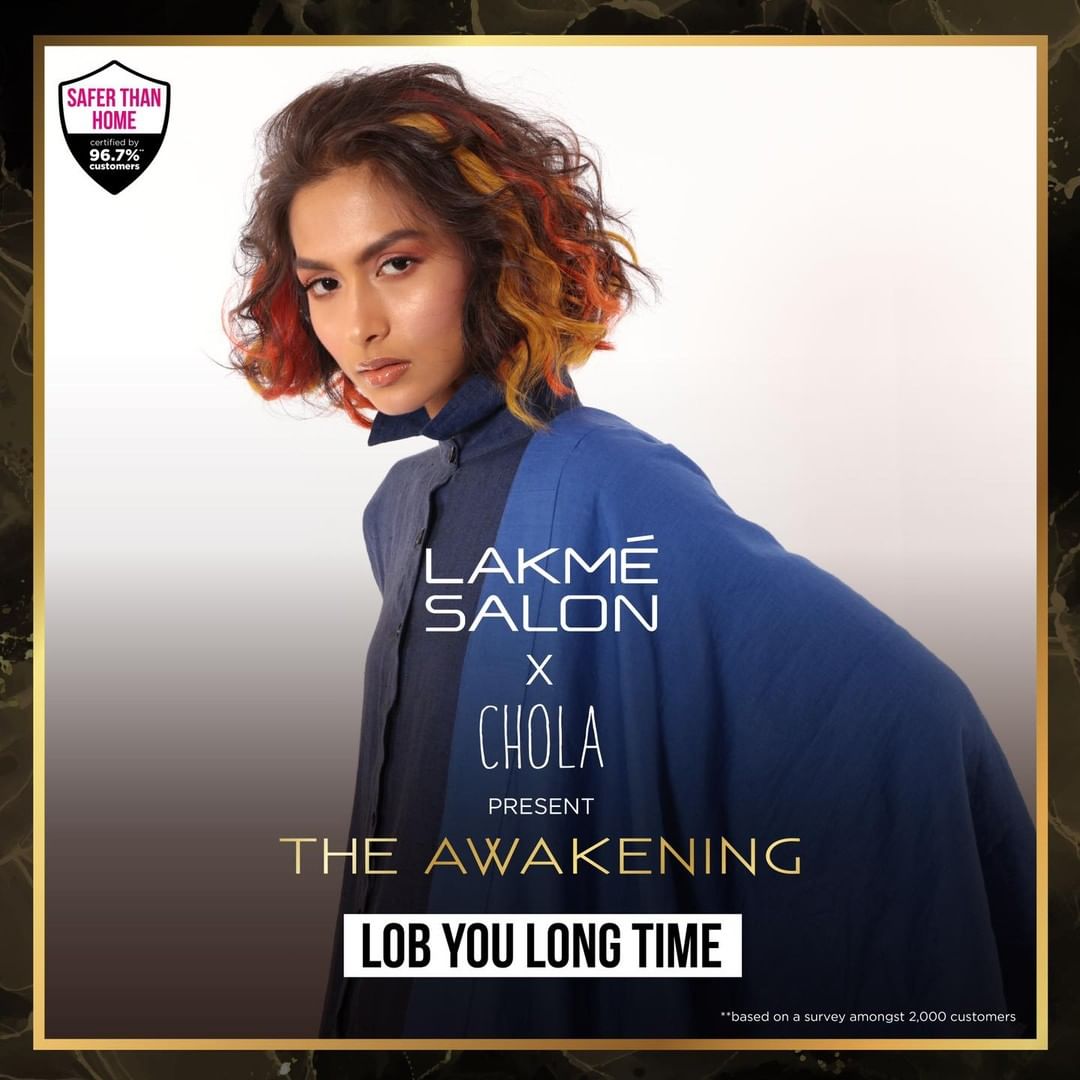 SAFER THAN
HOME
certified by
96.7%**
customers
LAKMÉ
SALON
X
CHOLA
PRESENT
THE AWAKENING
LOB YOU LONG TIME
**based on a survey amongst 2,000 customers